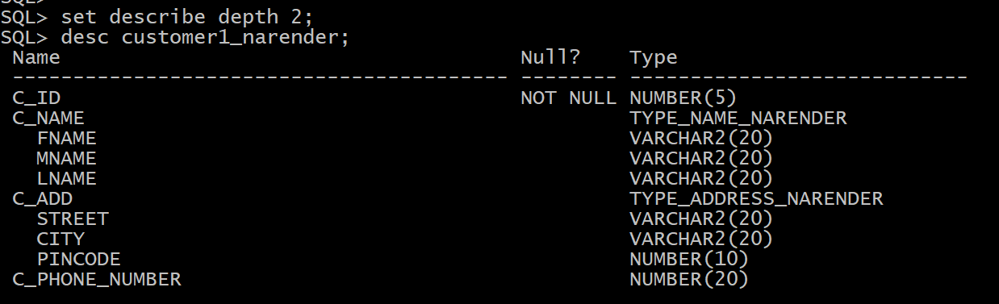 SQL>
SQL> set describe depth 2;
SQL> desc customer1_narender;
 Name                                      Null?    Type
 ----------------------------------------- -------- ----------------------------
 C_ID                                      NOT NULL NUMBER(5)
 C_NAME                                             TYPE_NAME_NARENDER
   FNAME                                            VARCHAR2(20)
   MNAME                                            VARCHAR2(20)
   LNAME                                            VARCHAR2(20)
 C_ADD                                              TYPE_ADDRESS_NARENDER
   STREET                                           VARCHAR2(20)
   CITY                                             VARCHAR2(20)
   PINCODE                                          NUMBER(10)
 C_PHONE_NUMBER                                     NUMBER(20)